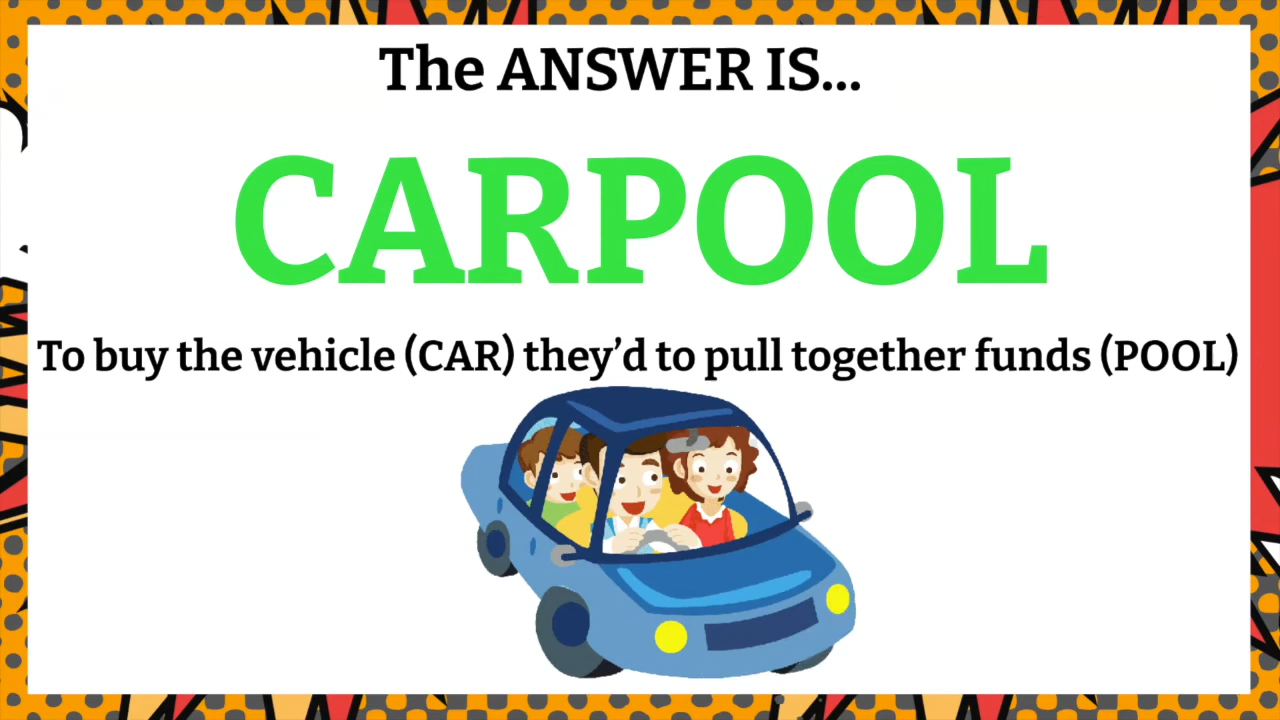 The ANSWER IS...
CARPOOL
To buy the vehicle (CAR) they’d to pull together funds (POOL)